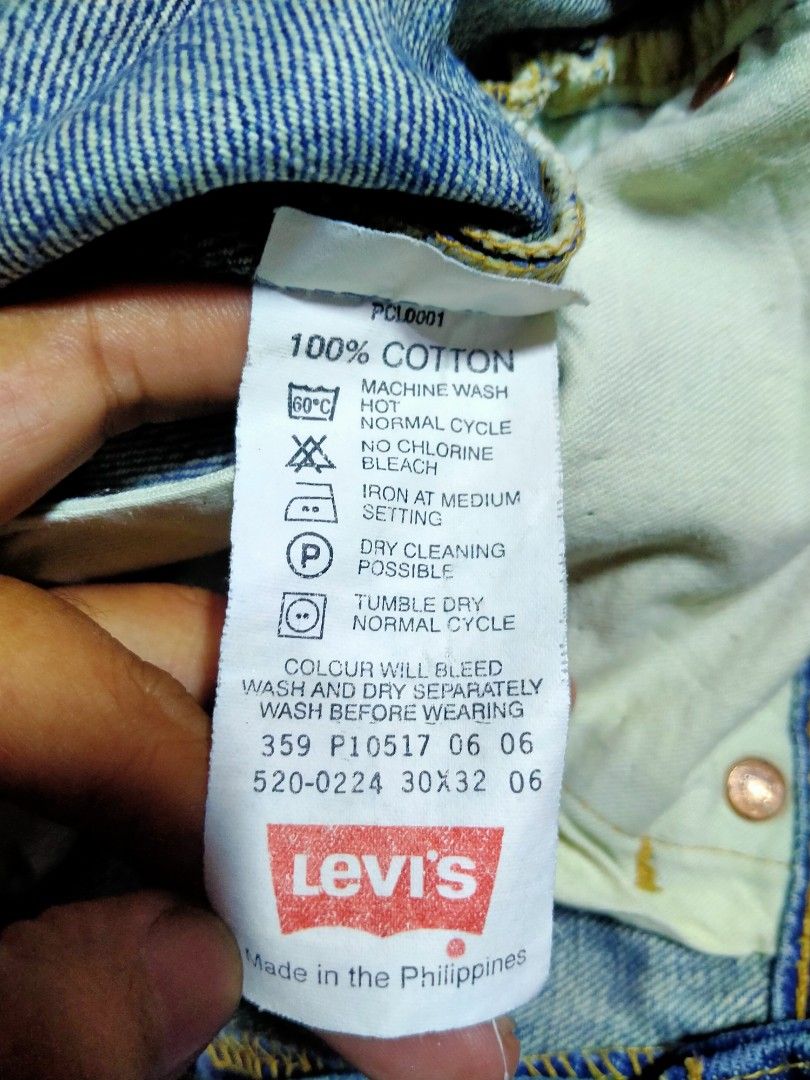 PCL0001
100% COTTON
60°C
MACHINE WASH
HOT
NORMAL CYCLE
NO CHLORINE
BLEACH
IRON AT MEDIUM
SETTING
P
DRY CLEANING
POSSIBLE
TUMBLE DRY
NORMAL CYCLE
COLOUR WILL BLEED
WASH AND DRY SEPARATELY
WASH BEFORE WEARING
359 P10517 06 06
520-0224 30X32 06
LEVI'S
Made in the Philippines